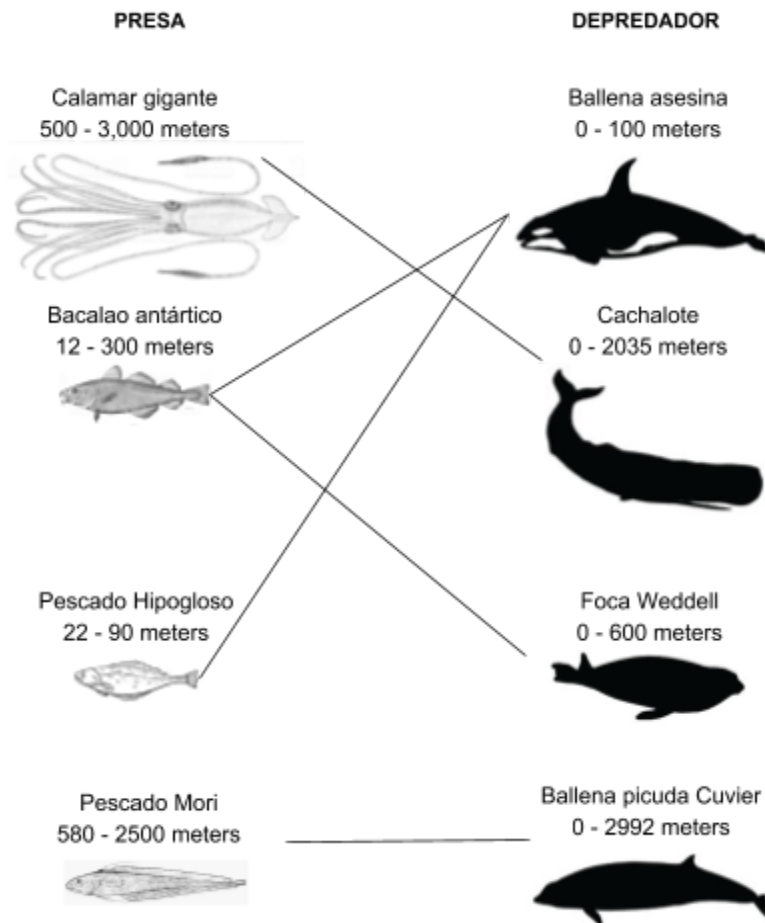 PRESA
DEPREDADOR
Calamar gigante
500 - 3,000 meters
Ballena asesina
0 - 100 meters
Bacalao antártico
12 - 300 meters
Cachalote
0 - 2035 meters
Pescado Hipogloso
22 - 90 meters
Foca Weddell
0 - 600 meters
Pescado Mori
580 - 2500 meters
Ballena picuda Cuvier
0 - 2992 meters